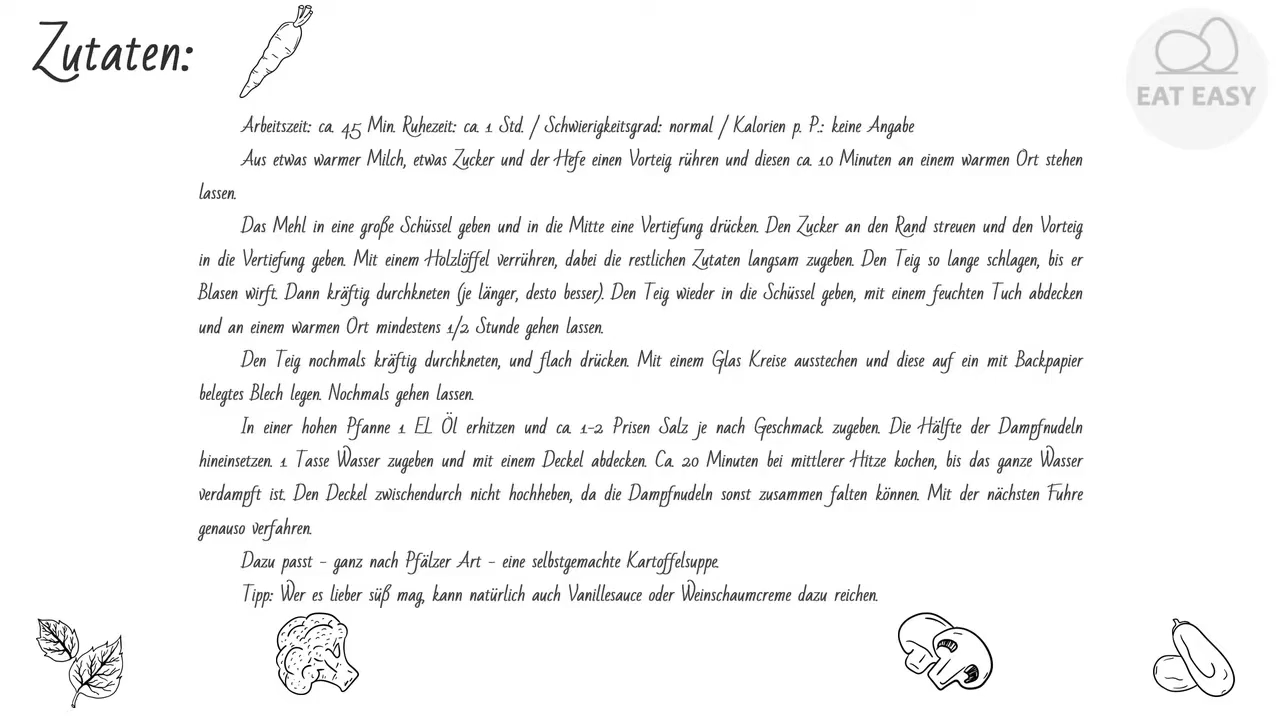 Zutaten:
EAT EASY
Arbeitszeit: ca. 45 Min. Ruhezeit: ca. 1 Std. / Schwierigkeitsgrad: normal / Kalorien p. P.: keine Angabe
Aus etwas warmer Milch, etwas Zucker und der Hefe einen Vorteig rühren und diesen ca. 10 Minuten an einem warmen Ort stehen
lassen.
Das Mehl in eine große Schüssel geben und in die Mitte eine Vertiefung drücken. Den Zucker an den Rand streuen und den Vorteig
in die Vertiefung geben. Mit einem Holzlöffel verrühren, dabei die restlichen Zutaten langsam zugeben. Den Teig so lange schlagen, bis er
Blasen wirft. Dann kräftig durchkneten (je länger, desto besser). Den Teig wieder in die Schüssel geben, mit einem feuchten Tuch abdecken
und an einem warmen Ort mindestens 1/2 Stunde gehen lassen.
Den Teig nochmals kräftig durchkneten, und flach drücken. Mit einem Glas Kreise ausstechen und diese auf ein mit Backpapier
belegtes Blech legen. Nochmals gehen lassen.
In einer hohen Pfanne 1 EL Öl erhitzen und ca. 1-2 Prisen Salz je nach Geschmack zugeben. Die Hälfte der Dampfnudeln
hineinsetzen. 1 Tasse Wasser zugeben und mit einem Deckel abdecken. Ca. 20 Minuten bei mittlerer Hitze kochen, bis das ganze Wasser
verdampft ist. Den Deckel zwischendurch nicht hochheben, da die Dampfnudeln sonst zusammen falten können. Mit der nächsten Fuhre
genauso verfahren.
Dazu passt - ganz nach Pfälzer Art - eine selbstgemachte Kartoffelsuppe.
Tipp: Wer es lieber süß mag, kann natürlich auch Vanillesauce oder Weinschaumcreme dazu reichen.